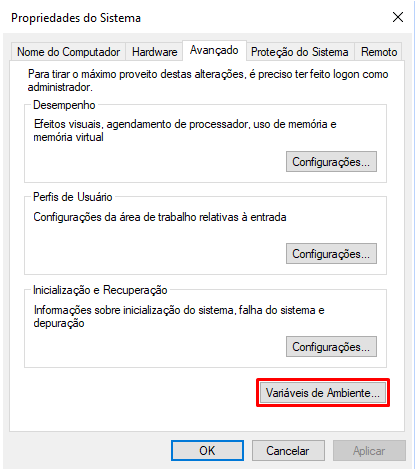 Propriedades do Sistema
Nome do Computador Hardware Avançado Proteção do Sistema Remoto
Para tirar o máximo proveito destas alterações, é preciso ter feito logon como
administrador.
Desempenho
Efeitos visuais, agendamento de processador, uso de memória e
memória virtual
Configurações...
Perfis de Usuário
Configurações da área de trabalho relativas à entrada
Configurações...
Inicialização e Recuperação
Informações sobre inicialização do sistema, falha do sistema e
depuração
Configurações...
Variáveis de Ambiente...
OK Cancelar Aplicar